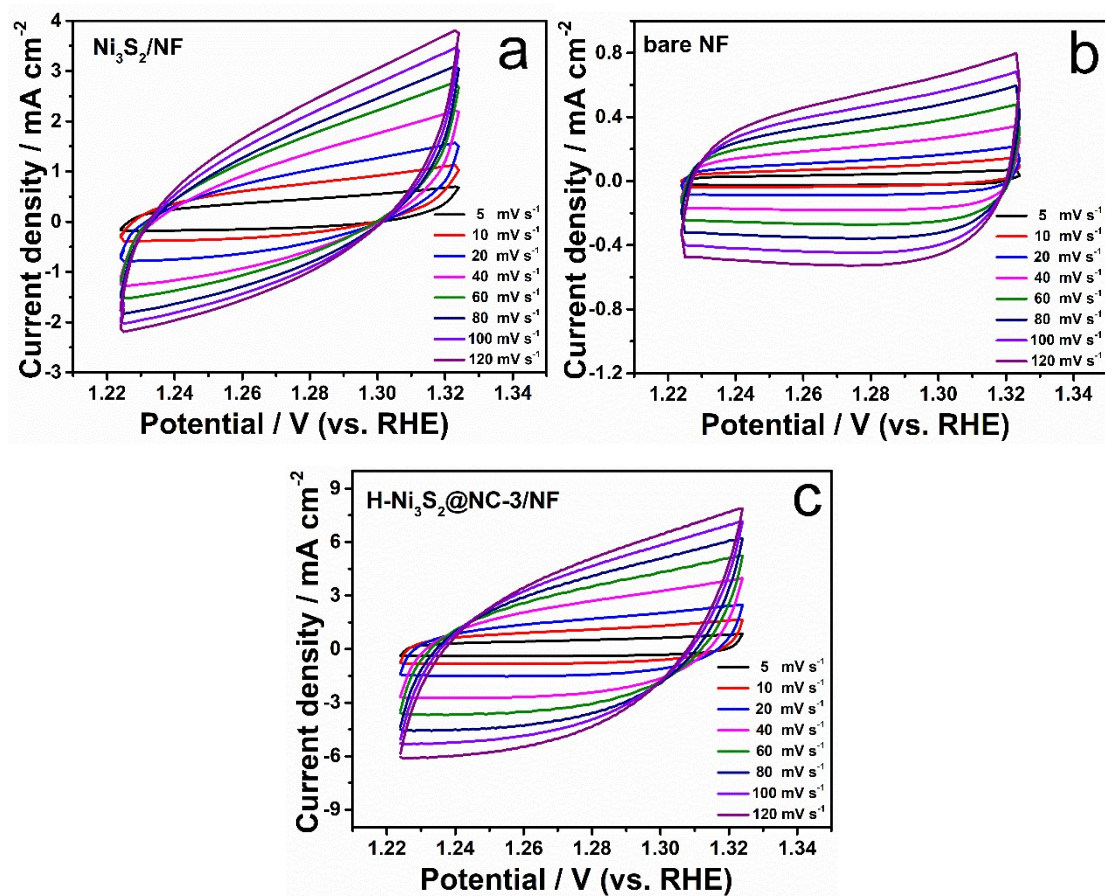 Ni₃S₂/NF
a
Current density / mA cm⁻²
4
3
2
1
0
-1
-2
-3
5 mV s⁻¹
10 mV s⁻¹
20 mV s⁻¹
40 mV s⁻¹
60 mV s⁻¹
80 mV s⁻¹
100 mV s⁻¹
120 mV s⁻¹
1.22 1.24 1.26 1.28 1.30 1.32 1.34
Potential / V (vs. RHE)
bare NF
b
Current density / mA cm⁻²
0.8
0.4
0.0
-0.4
-0.8
-1.2
5 mV s⁻¹
10 mV s⁻¹
20 mV s⁻¹
40 mV s⁻¹
60 mV s⁻¹
80 mV s⁻¹
100 mV s⁻¹
120 mV s⁻¹
1.22 1.24 1.26 1.28 1.30 1.32 1.34
Potential / V (vs. RHE)
H-Ni₃S₂@NC-3/NF
c
Current density / mA cm⁻²
9
6
3
0
-3
-6
-9
5 mV s⁻¹
10 mV s⁻¹
20 mV s⁻¹
40 mV s⁻¹
60 mV s⁻¹
80 mV s⁻¹
100 mV s⁻¹
120 mV s⁻¹
1.22 1.24 1.26 1.28 1.30 1.32 1.34
Potential / V (vs. RHE)